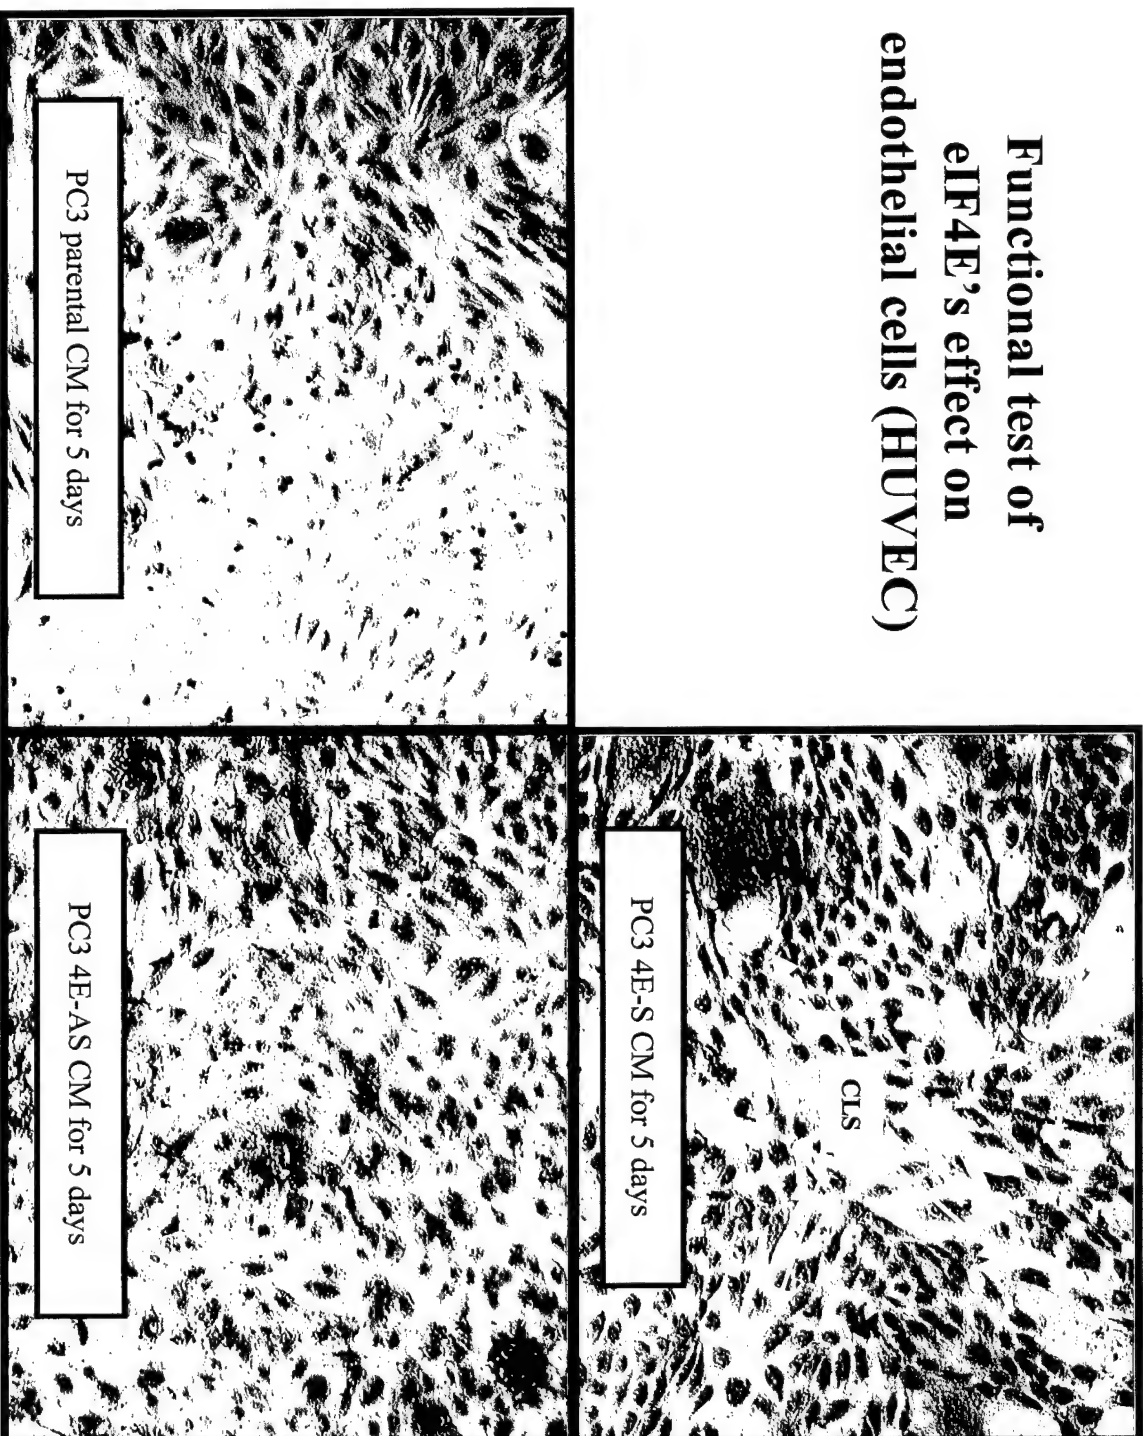 Functional test of
eIF4E’s effect on
endothelial cells (HUVEC)
CLS
PC3 4E-S CM for 5 days
PC3 parental CM for 5 days
PC3 4E-AS CM for 5 days